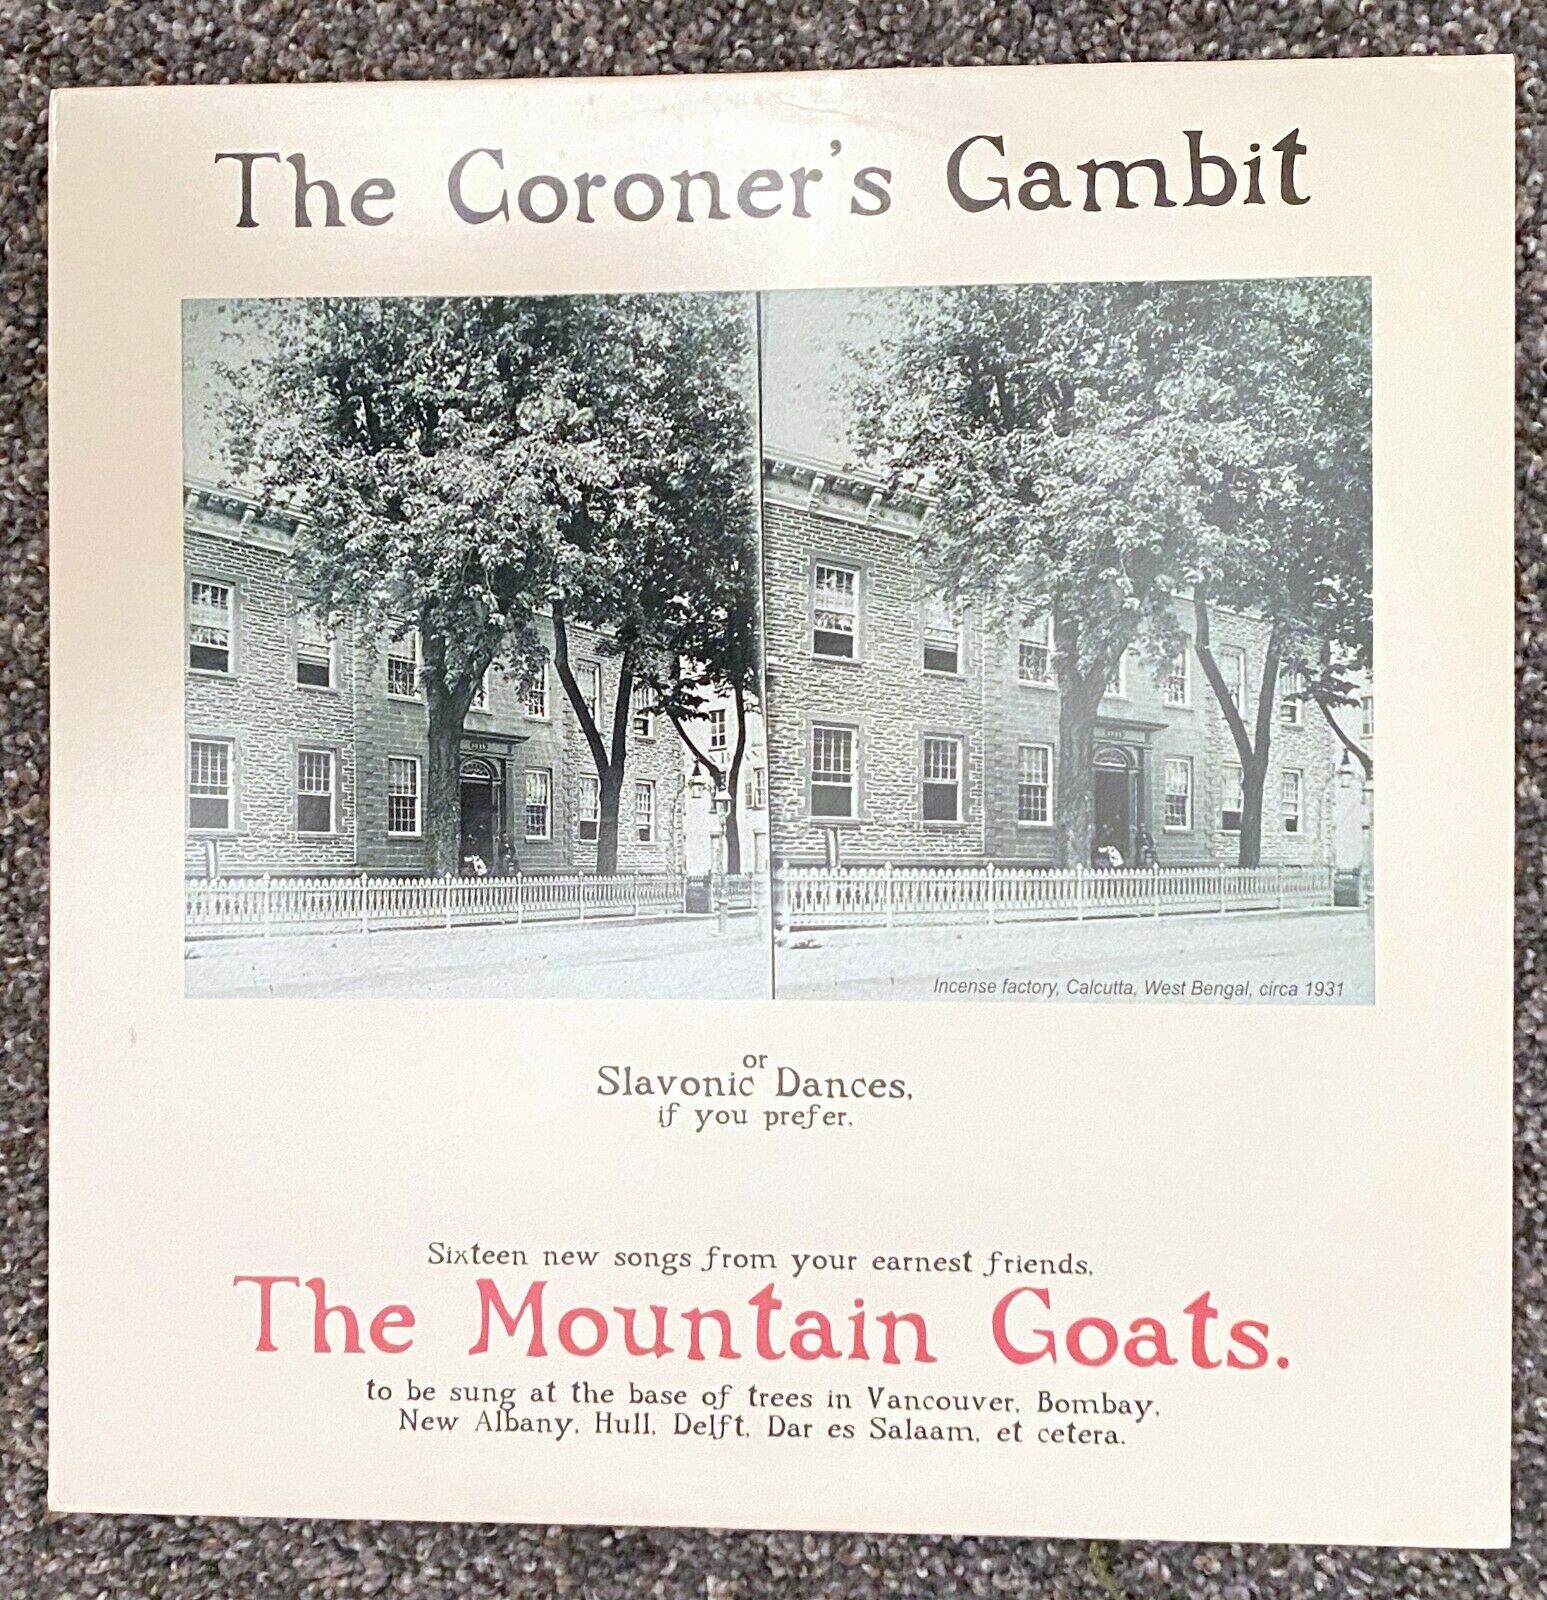 The Coroner's Gambit
Incense factory, Calcutta, West Bengal, circa 1931
or
Slavonic Dances,
if you prefer.
Sixteen new songs from your earnest friends,
The Mountain Goats.
to be sung at the base of trees in Vancouver, Bombay,
New Albany, Hull, Delft, Dar es Salaam, et cetera.